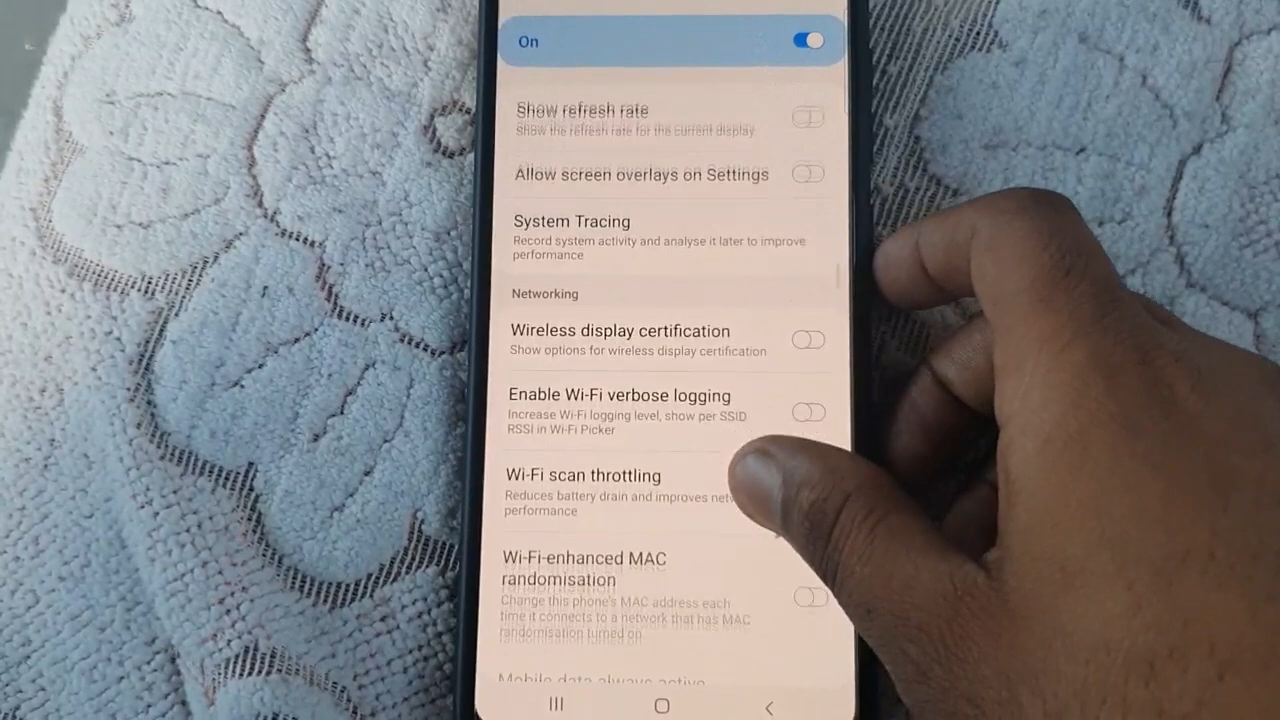 On
Show refresh rate
Show the refresh rate for the current display
Allow screen overlays on Settings
System Tracing
Record system activity and analyse it later to improve
performance
Networking
Wireless display certification
Show options for wireless display certification
Enable Wi-Fi verbose logging
Increase Wi-Fi logging level, show per SSID
RSSI in Wi-Fi Picker
Wi-Fi scan throttling
Reduces battery drain and improves
performance
Wi-Fi-enhanced MAC
randomisation
Change this phone's MAC address each
time it connects to a network that has MAC
randomisation turned on
Mobile data always active